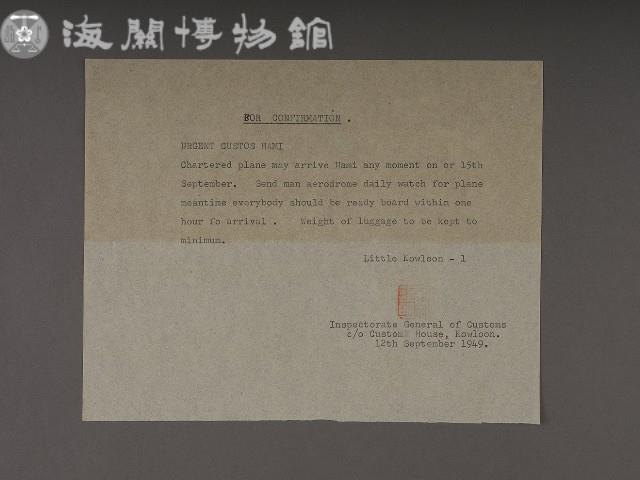 海關博物館
FOR CONFIRMATION .
URGENT CUSTOS HAMI
Chartered plane may arrive Hami any moment on or 15th
September. Send man aerodrome daily watch for plane
meantime everybody should be ready board within one
hour fo arrival . Weight of luggage to be kept to
minimum.
Little Kowloon - 1
Inspectorate General of Customs
c/o Customs House, Kowloon.
12th September 1949.